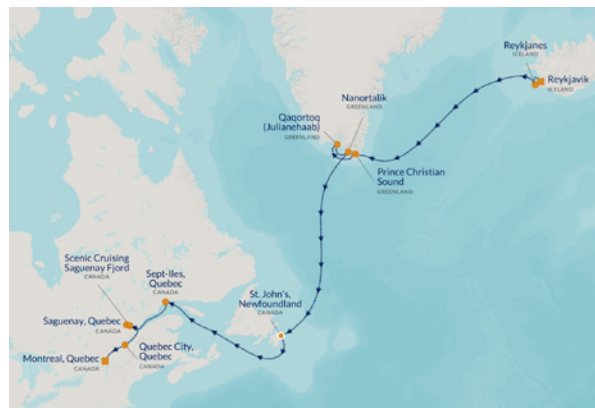 Reykjanes
ICELAND
Reykjavik
ICELAND
Nanortalik
GREENLAND
Qaqortoq
(Julianehaab)
GREENLAND
Prince Christian
Sound
GREENLAND
Scenic Cruising
Saguenay Fjord
CANADA
Sept-Iles,
Quebec
CANADA
St. John's,
Newfoundland
CANADA
Saguenay, Quebec
CANADA
Quebec City,
Quebec
CANADA
Montreal, Quebec
CANADA